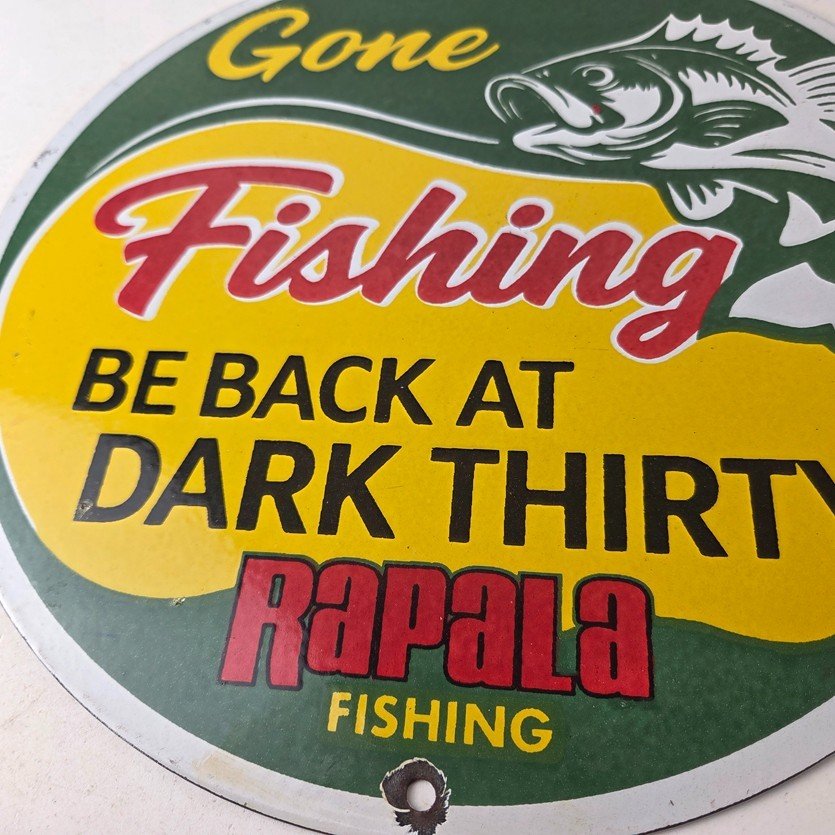 Gone
Fishing
BE BACK AT
DARK THIRTY
RAPALA
FISHING